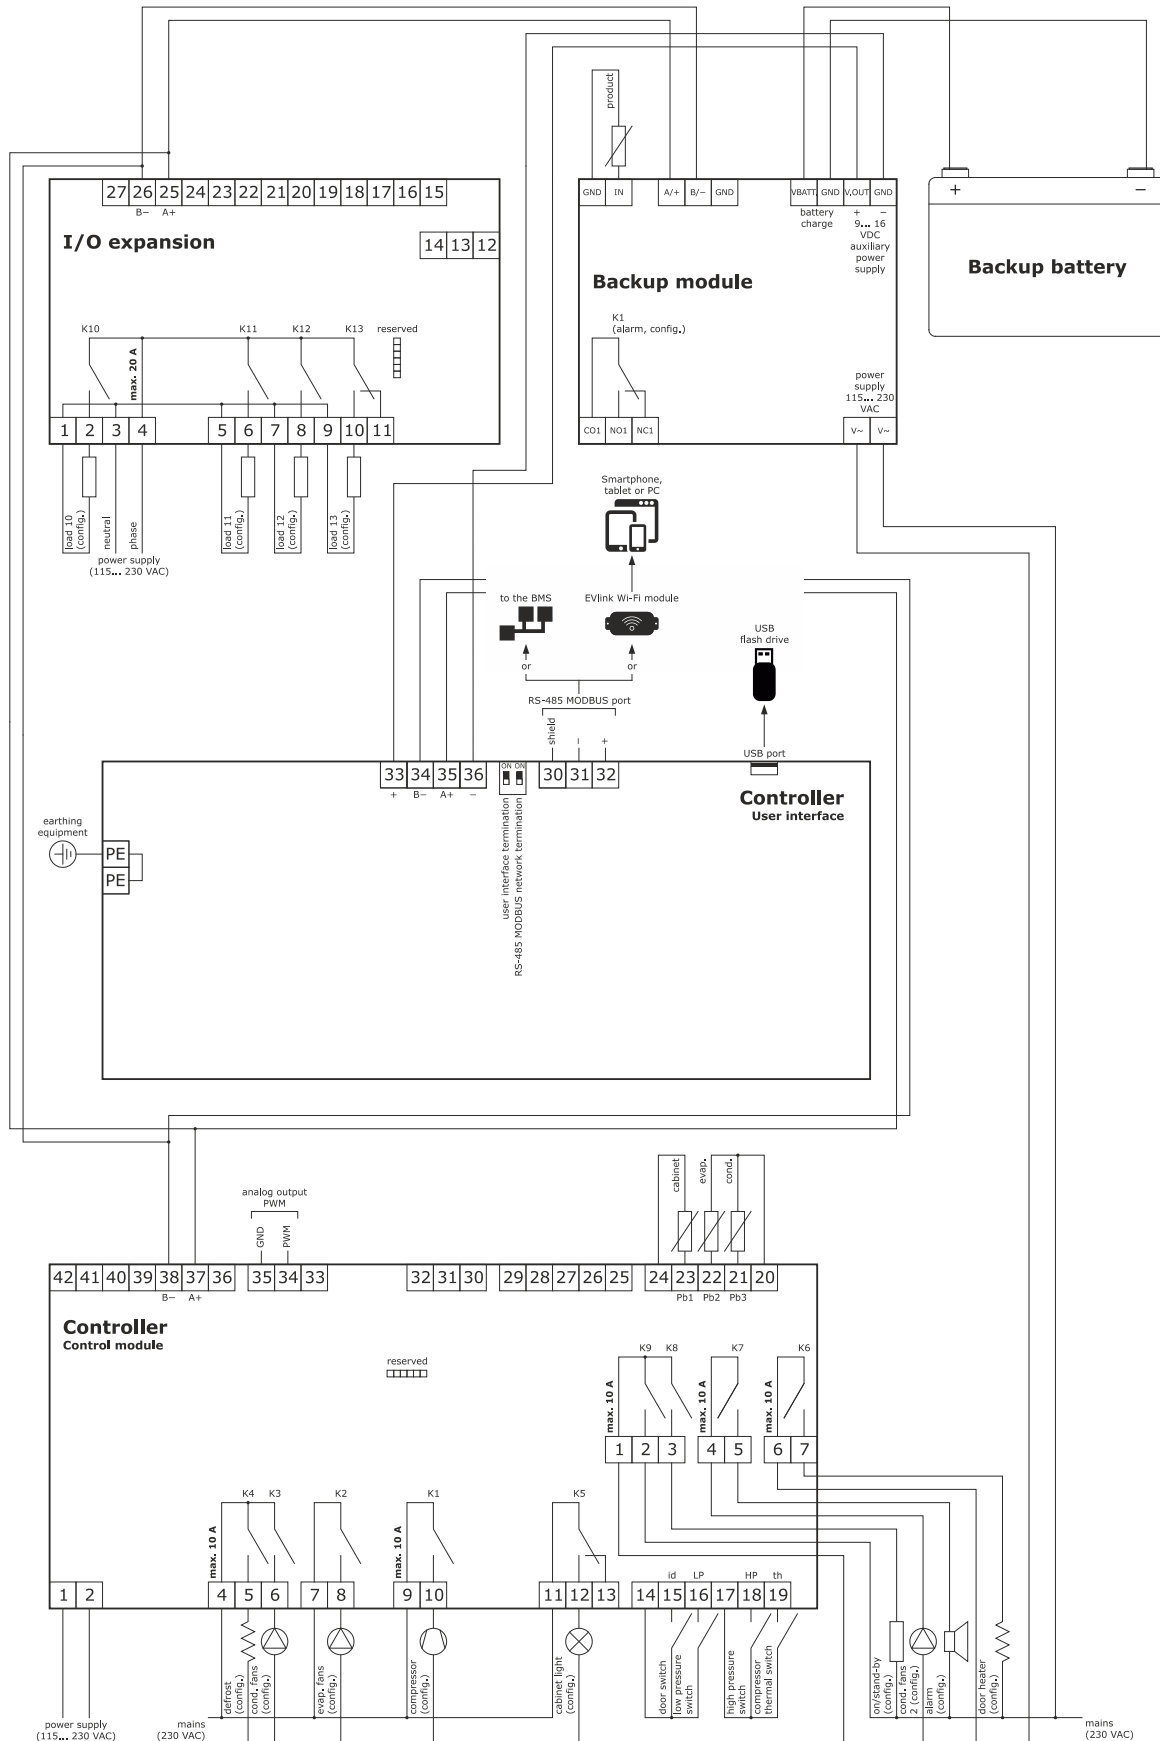 product
27 26 25 24 23 22 21 20 19 18 17 16 15
B− A+
14 13 12
I/O expansion
K10 K11 K12 K13 reserved
max. 20 A
1 2 3 4 5 6 7 8 9 10 11
load 10
(config.)
neutral
phase
load 11
(config.)
load 12
(config.)
load 13
(config.)
power supply
(115... 230 VAC)
GND IN A/+ B/− GND VBATT. GND V.OUT GND
battery
charge
+ −
9... 16
VDC
auxiliary
power
supply
Backup module
K1
(alarm, config.)
power
supply
115... 230
VAC
CO1 NO1 NC1 V~ V~
+ −
Backup battery
Smartphone,
tablet or PC
to the BMS
EVlink Wi-Fi module
or or
RS-485 MODBUS port
shield
−
+
USB
flash drive
USB port
33 34 35 36
+ B− A+ −
ON ON
30 31 32
user interface termination
RS-485 MODBUS network termination
Controller
User interface
earthing
equipment
PE
PE
analog output
PWM
GND
PWM
cabinet
evap.
cond.
42 41 40 39 38 37 36 35 34 33 32 31 30 29 28 27 26 25 24 23 22 21 20
B− A+
Pb1 Pb2 Pb3
Controller
Control module
reserved
K9 K8 K7 K6
max. 10 A
max. 10 A
max. 10 A
1 2 3 4 5 6 7
K4 K3 K2 K1 K5
max. 10 A
max. 10 A
id LP HP th
1 2 4 5 6 7 8 9 10 11 12 13 14 15 16 17 18 19
defrost
(config.)
cond. fans
(config.)
evap. fans
(config.)
compressor
(config.)
cabinet light
(config.)
door switch
low pressure
switch
high pressure
switch
compressor
thermal switch
on/stand-by
(config.)
cond. fans
2 (config.)
alarm
(config.)
door heater
(config.)
power supply
(115... 230 VAC)
mains
(230 VAC)
mains
(230 VAC)